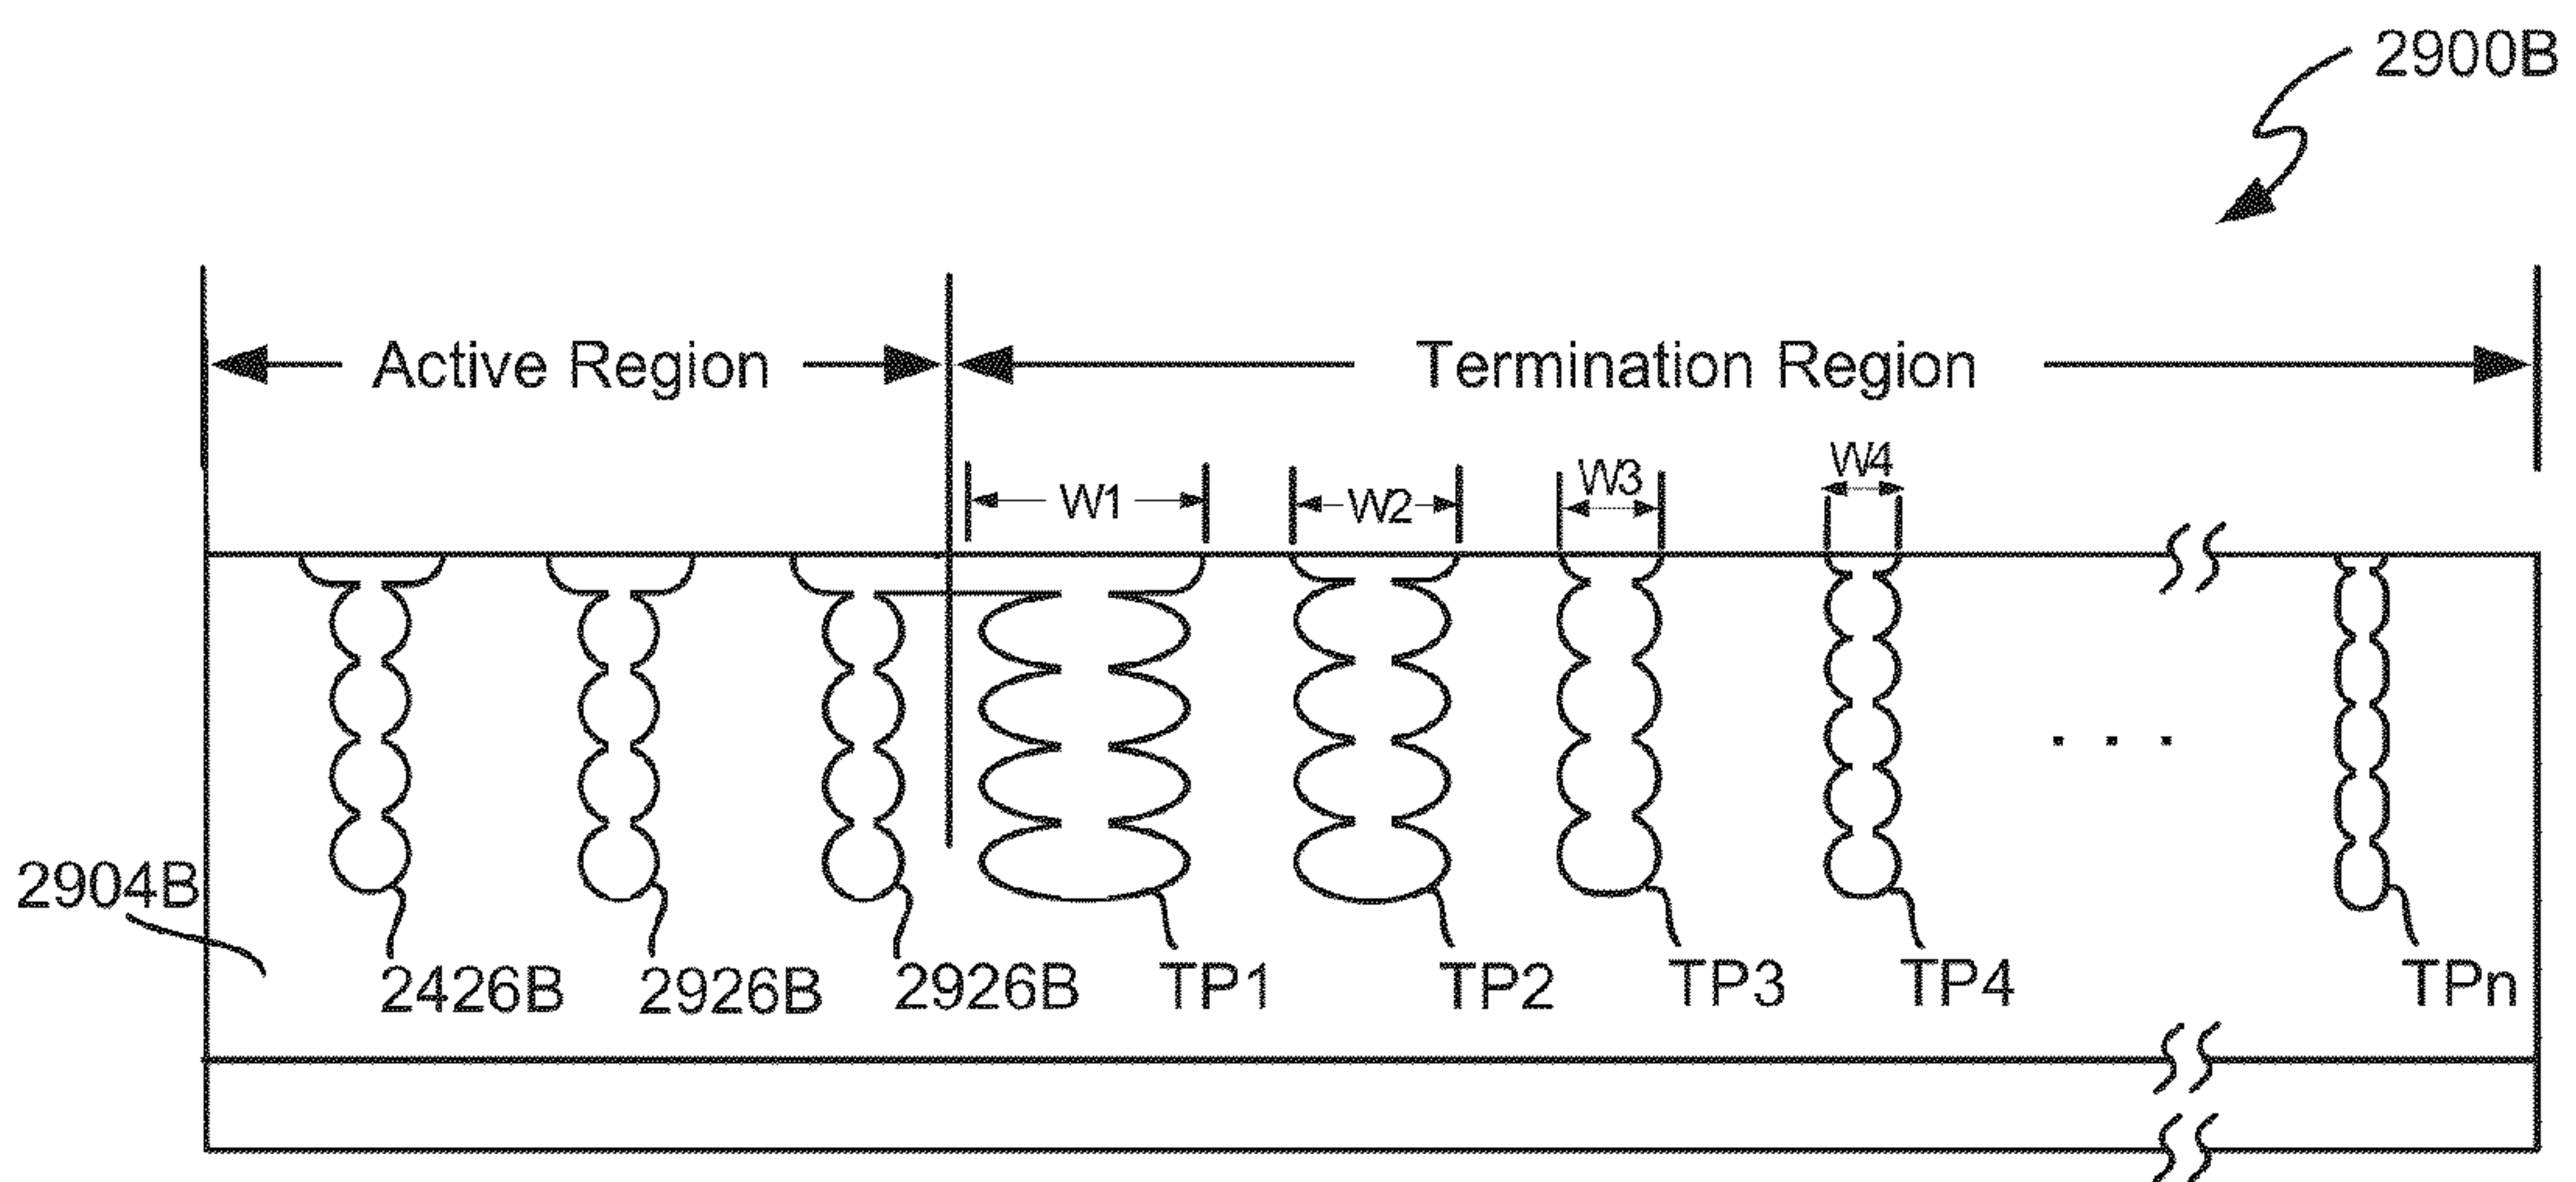 2900B
Active Region
Termination Region
W1
W2
W3
W4
2904B
2426B
2926B
2926B
TP1
TP2
TP3
TP4
. . .
TPn